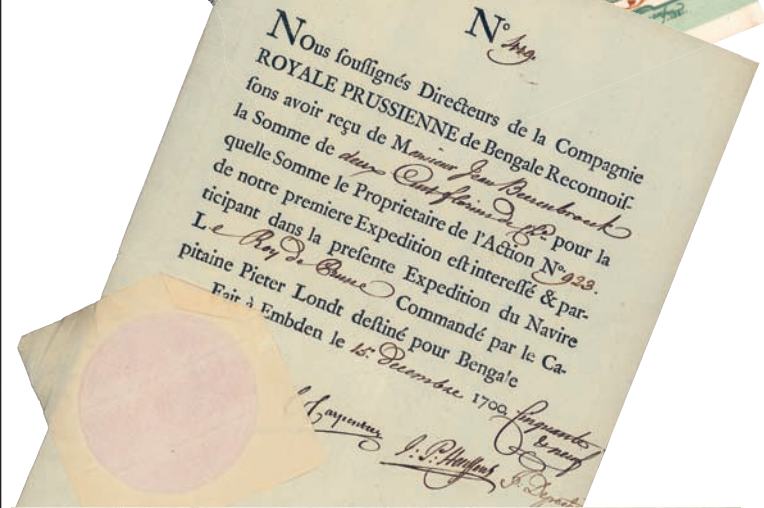 N°
Nous ſouſſignés Directeurs de la Compagnie
ROYALE PRUSSIENNE de Bengale Reconnoiſ-
ſons avoir reçu de Monsieur Jean Beerenbrouck
la Somme de deux Cent florins de pour la
quelle Somme le Proprietaire de l'Action N° 923.
de notre premiere Expedition eſt intereſſé & par-
ticipant dans la preſente Expedition du Navire
Le Roy de Prusse Commandé par le Ca-
pitaine Pieter Londt deſtiné pour Bengale
Fait à Embden le 15. Decembre 1700 Cinquante
& neuf